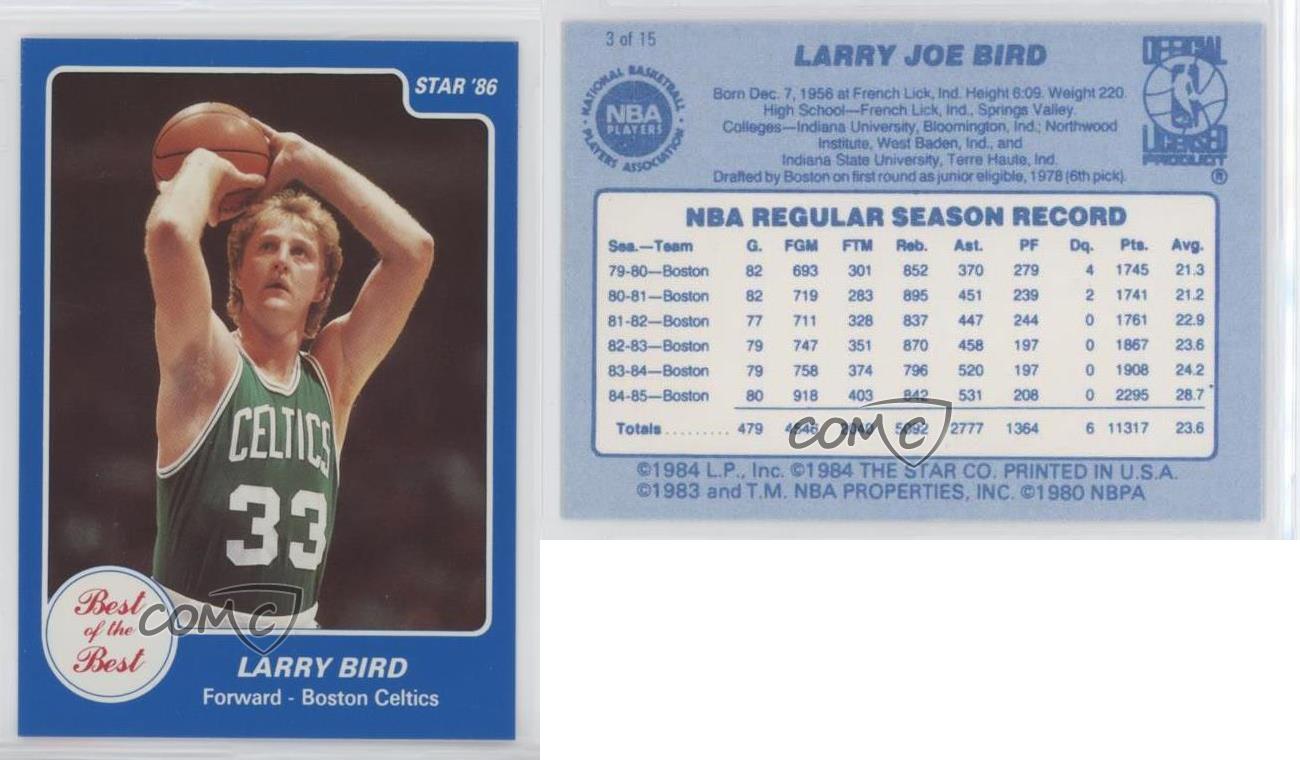 STAR '86
CELTICS
33
Best
of the
Best
COMC
LARRY BIRD
Forward - Boston Celtics
3 of 15
LARRY JOE BIRD
NATIONAL BASKETBALL
NBA
PLAYERS
PLAYERS ASSOCIATION
OFFICIAL
LICENSED
PRODUCT
®
Born Dec. 7, 1956 at French Lick, Ind. Height 6:09. Weight 220.
High School—French Lick, Ind., Springs Valley.
Colleges—Indiana University, Bloomington, Ind.; Northwood
Institute, West Baden, Ind., and
Indiana State University, Terre Haute, Ind.
Drafted by Boston on first round as junior eligible, 1978 (6th pick).
NBA REGULAR SEASON RECORD
Sea.—Team G. FGM FTM Reb. Ast. PF Dq. Pts. Avg.
79-80—Boston 82 693 301 852 370 279 4 1745 21.3
80-81—Boston 82 719 283 895 451 239 2 1741 21.2
81-82—Boston 77 711 328 837 447 244 0 1761 22.9
82-83—Boston 79 747 351 870 458 197 0 1867 23.6
83-84—Boston 79 758 374 796 520 197 0 1908 24.2
84-85—Boston 80 918 403 842 531 208 0 2295 28.7
Totals......... 479 4546 2040 5092 2777 1364 6 11317 23.6
COMC
©1984 L.P., Inc. ©1984 THE STAR CO. PRINTED IN U.S.A.
©1983 and T.M. NBA PROPERTIES, INC. ©1980 NBPA